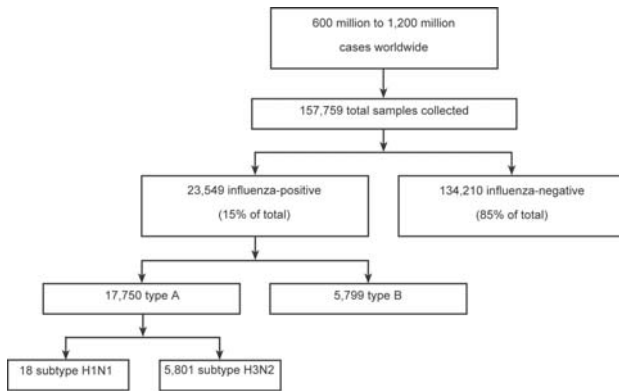 600 million to 1,200 million
cases worldwide
157,759 total samples collected
23,549 influenza-positive
(15% of total)
134,210 influenza-negative
(85% of total)
17,750 type A
5,799 type B
18 subtype H1N1
5,801 subtype H3N2